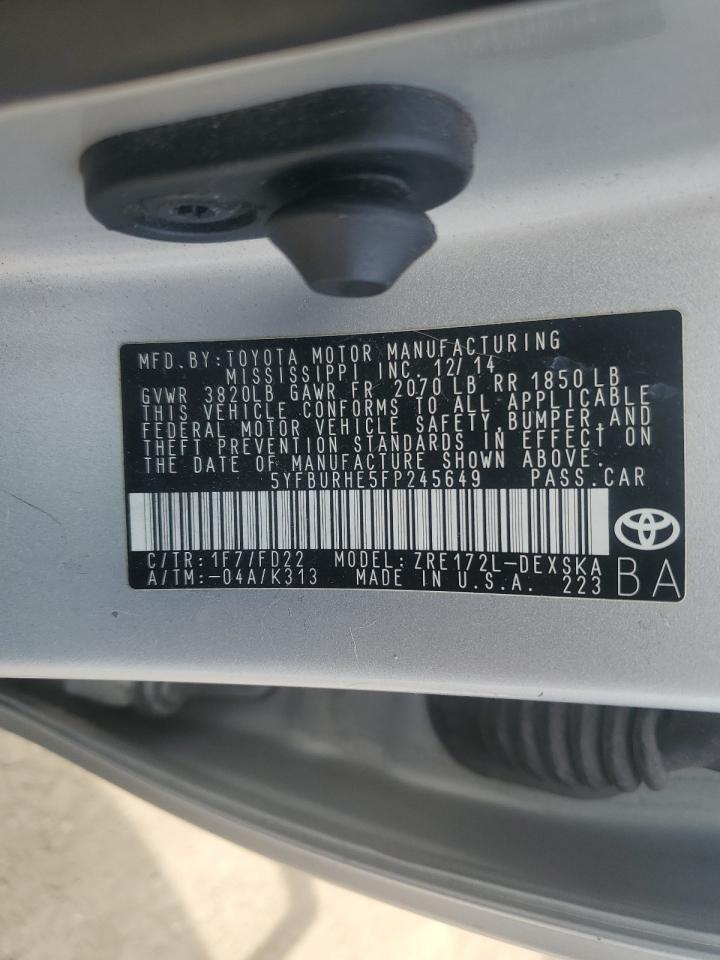 MFD. BY: TOYOTA MOTOR MANUFACTURING
MISSISSIPPI INC. 12/14
GVWR 3820LB GAWR FR 2070 LB RR 1850 LB
THIS VEHICLE CONFORMS TO ALL APPLICABLE
FEDERAL MOTOR VEHICLE SAFETY, BUMPER, AND
THEFT PREVENTION STANDARDS IN EFFECT ON
THE DATE OF MANUFACTURE SHOWN ABOVE.
5YFBURHE5FP245649 PASS. CAR
C/TR: 1F7/FD22 MODEL: ZRE172L-DEXSKA
A/TM: -04A/K313 MADE IN U.S.A. 223
BA